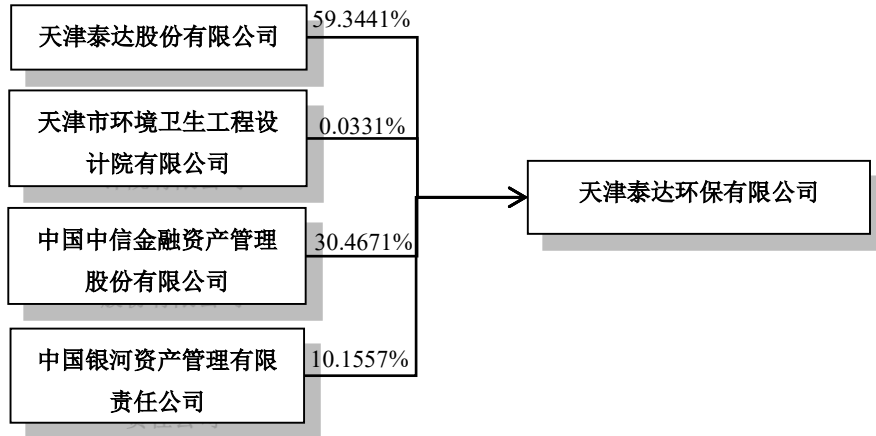 天津泰达股份有限公司
59.3441%
天津市环境卫生工程设
计院有限公司
0.0331%
天津泰达环保有限公司
中国中信金融资产管理
股份有限公司
30.4671%
中国银河资产管理有限
责任公司
10.1557%